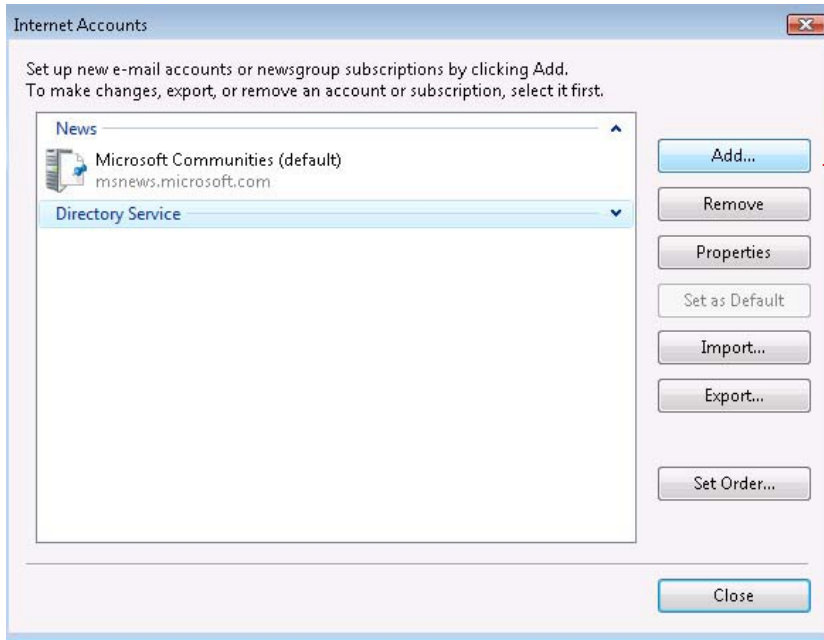 Internet Accounts
Set up new e-mail accounts or newsgroup subscriptions by clicking Add.
To make changes, export, or remove an account or subscription, select it first.
News
Microsoft Communities (default)
msnews.microsoft.com
Directory Service
Add...
Remove
Properties
Set as Default
Import...
Export...
Set Order...
Close